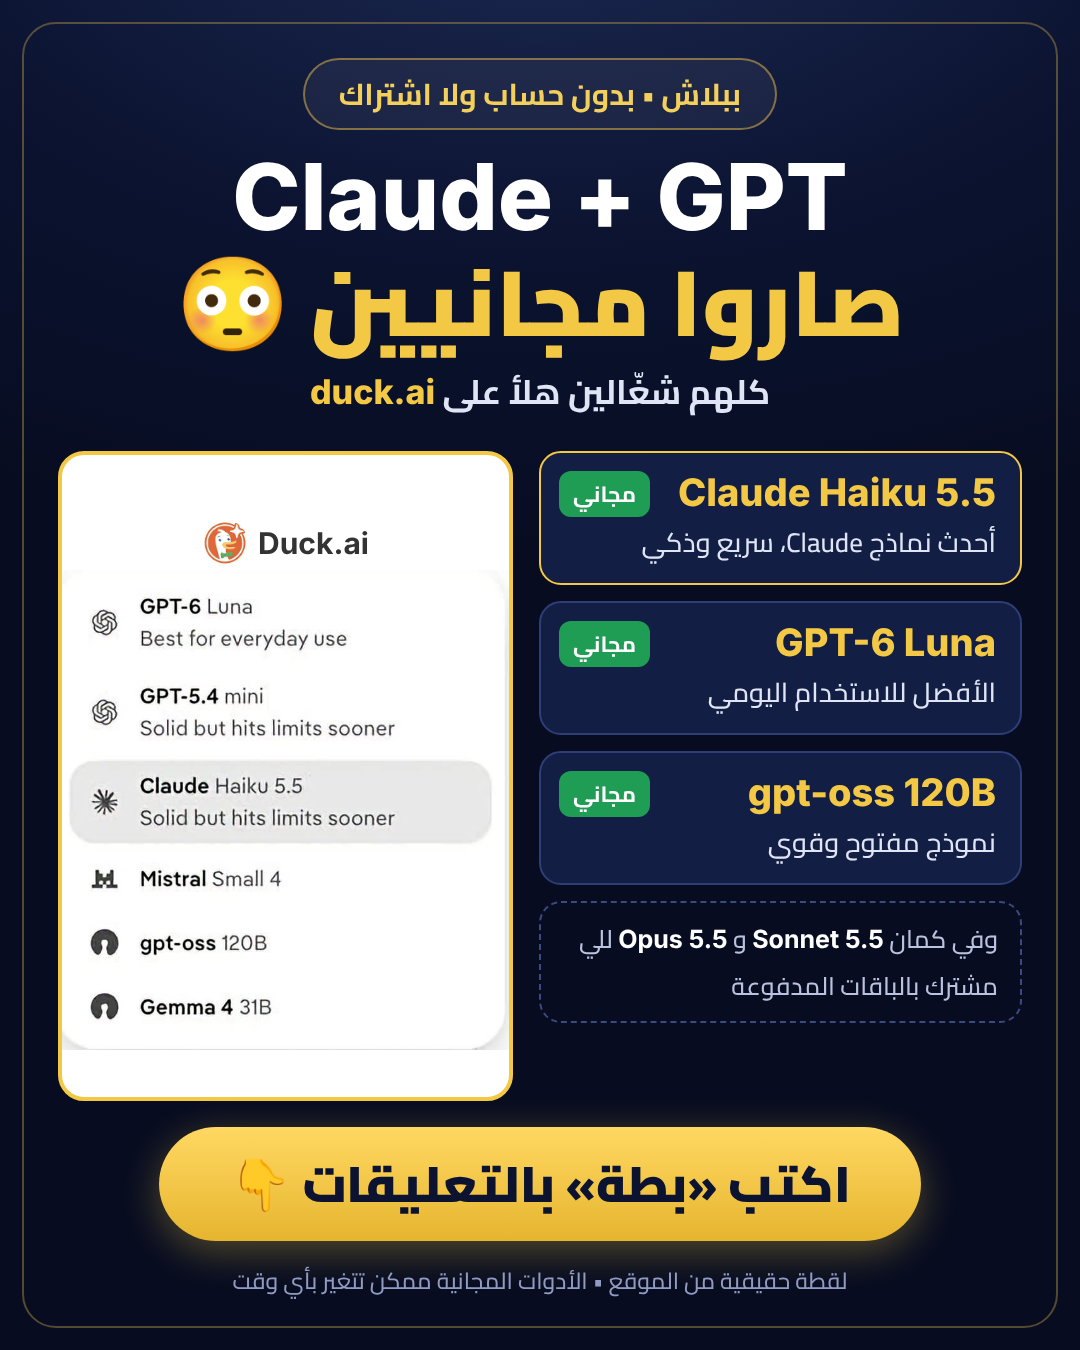 ببلاش • بدون حساب ولا اشتراك
Claude + GPT
صاروا مجانيين 😳
كلهم شغّالين هلأ على duck.ai
Claude Haiku 5.5 مجاني
أحدث نماذج Claude، سريع وذكي
GPT-6 Luna مجاني
الأفضل للاستخدام اليومي
gpt-oss 120B مجاني
نموذج مفتوح وقوي
وفي كمان Sonnet 5.5 و Opus 5.5 للي
مشترك بالباقات المدفوعة
Duck.ai
GPT-6 Luna
Best for everyday use
GPT-5.4 mini
Solid but hits limits sooner
Claude Haiku 5.5
Solid but hits limits sooner
Mistral Small 4
gpt-oss 120B
Gemma 4 31B
اكتب «بطة» بالتعليقات 👇
لقطة حقيقية من الموقع • الأدوات المجانية ممكن تتغير بأي وقت